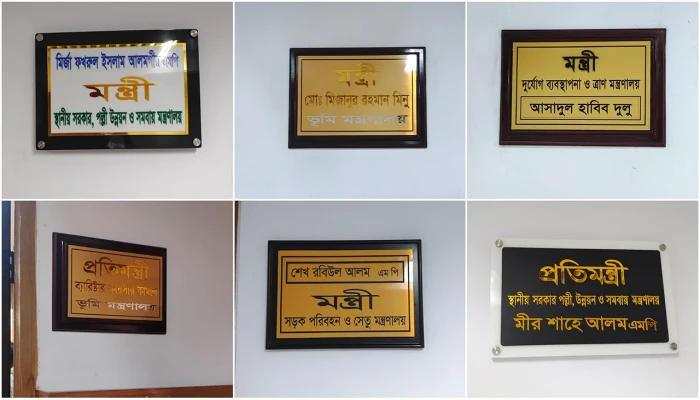 মির্জা ফখরুল ইসলাম আলমগীর এমপি
মন্ত্রী
স্থানীয় সরকার, পল্লী উন্নয়ন ও সমবায় মন্ত্রণালয়
মন্ত্রী
মোঃ মিজানুর রহমান মিনু
ভূমি মন্ত্রণালয়
মন্ত্রী
দুর্যোগ ব্যবস্থাপনা ও ত্রাণ মন্ত্রণালয়
আসাদুল হাবিব দুলু
প্রতিমন্ত্রী
ব্যারিস্টার
ভূমি মন্ত্রণালয়
শেখ রবিউল আলম এমপি
মন্ত্রী
সড়ক পরিবহন ও সেতু মন্ত্রণালয়
প্রতিমন্ত্রী
স্থানীয় সরকার পল্লী, উন্নয়ন ও সমবায় মন্ত্রণালয়
মীর শাহে আলম এমপি